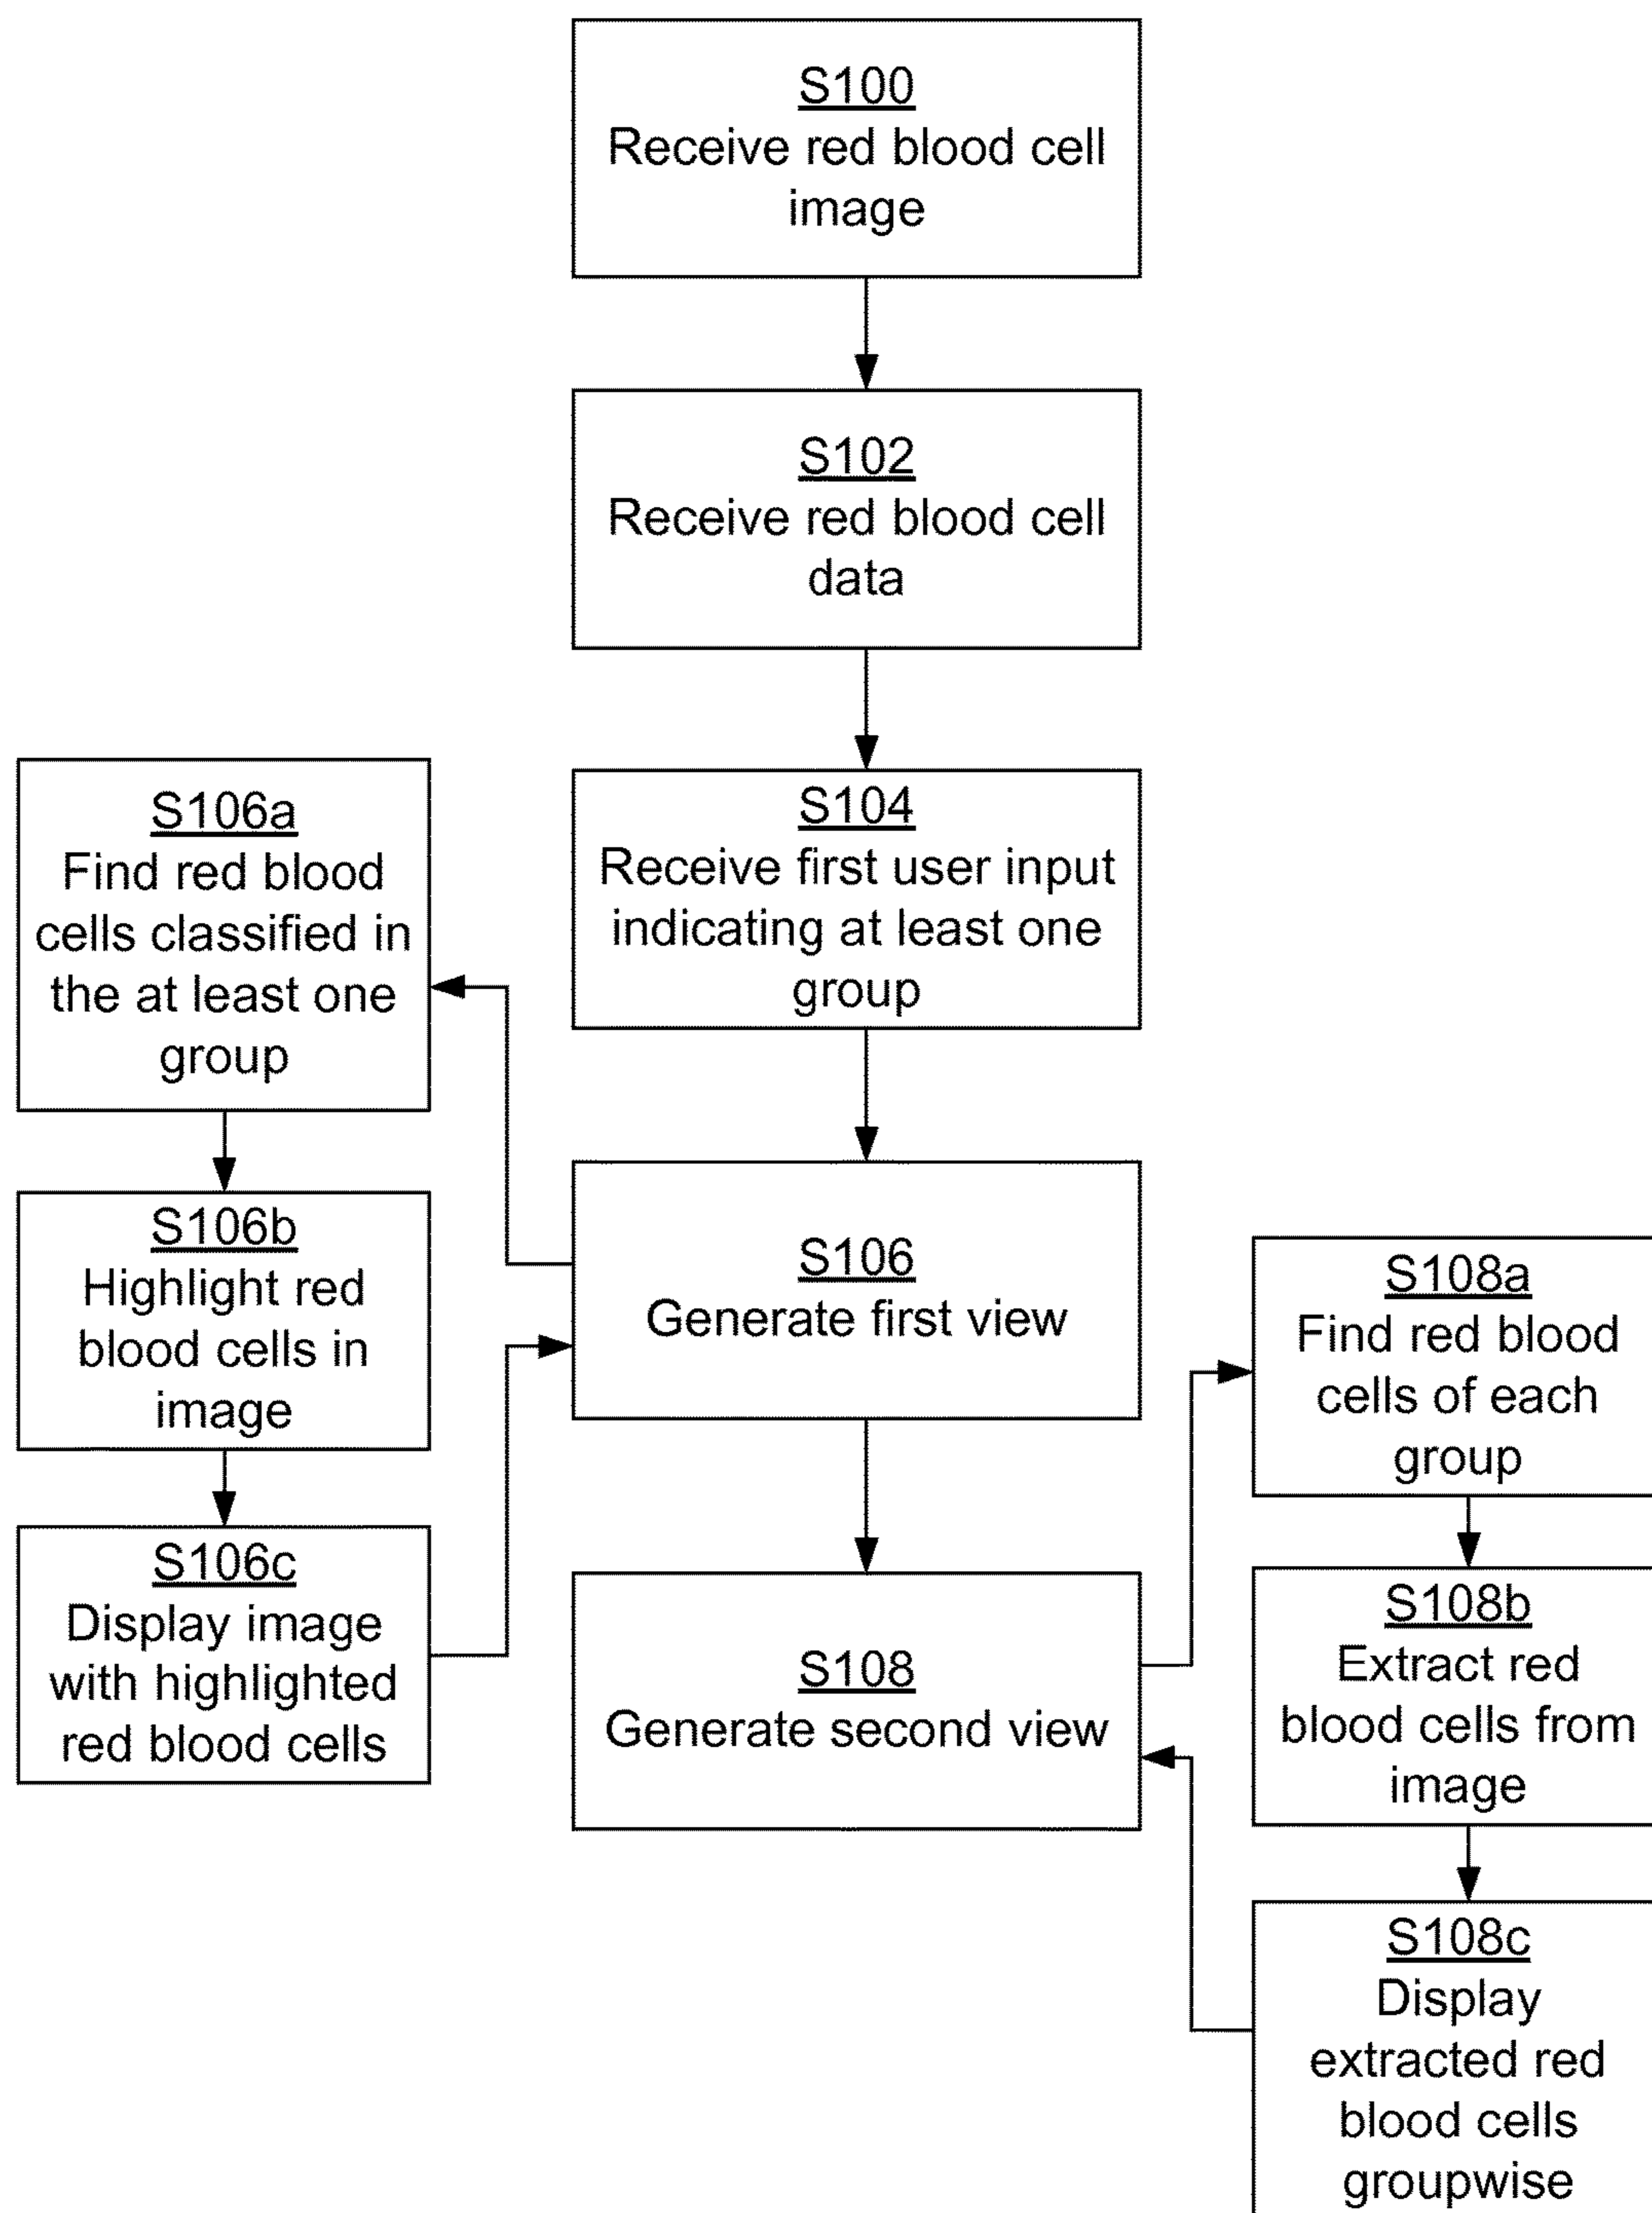 S100
Receive red blood cell
image
S102
Receive red blood cell
data
S104
Receive first user input
indicating at least one
group
S106a
Find red blood
cells classified in
the at least one
group
S106b
Highlight red
blood cells in
image
S106c
Display image
with highlighted
red blood cells
S106
Generate first view
S108
Generate second view
S108a
Find red blood
cells of each
group
S108b
Extract red
blood cells from
image
S108c
Display
extracted red
blood cells
groupwise